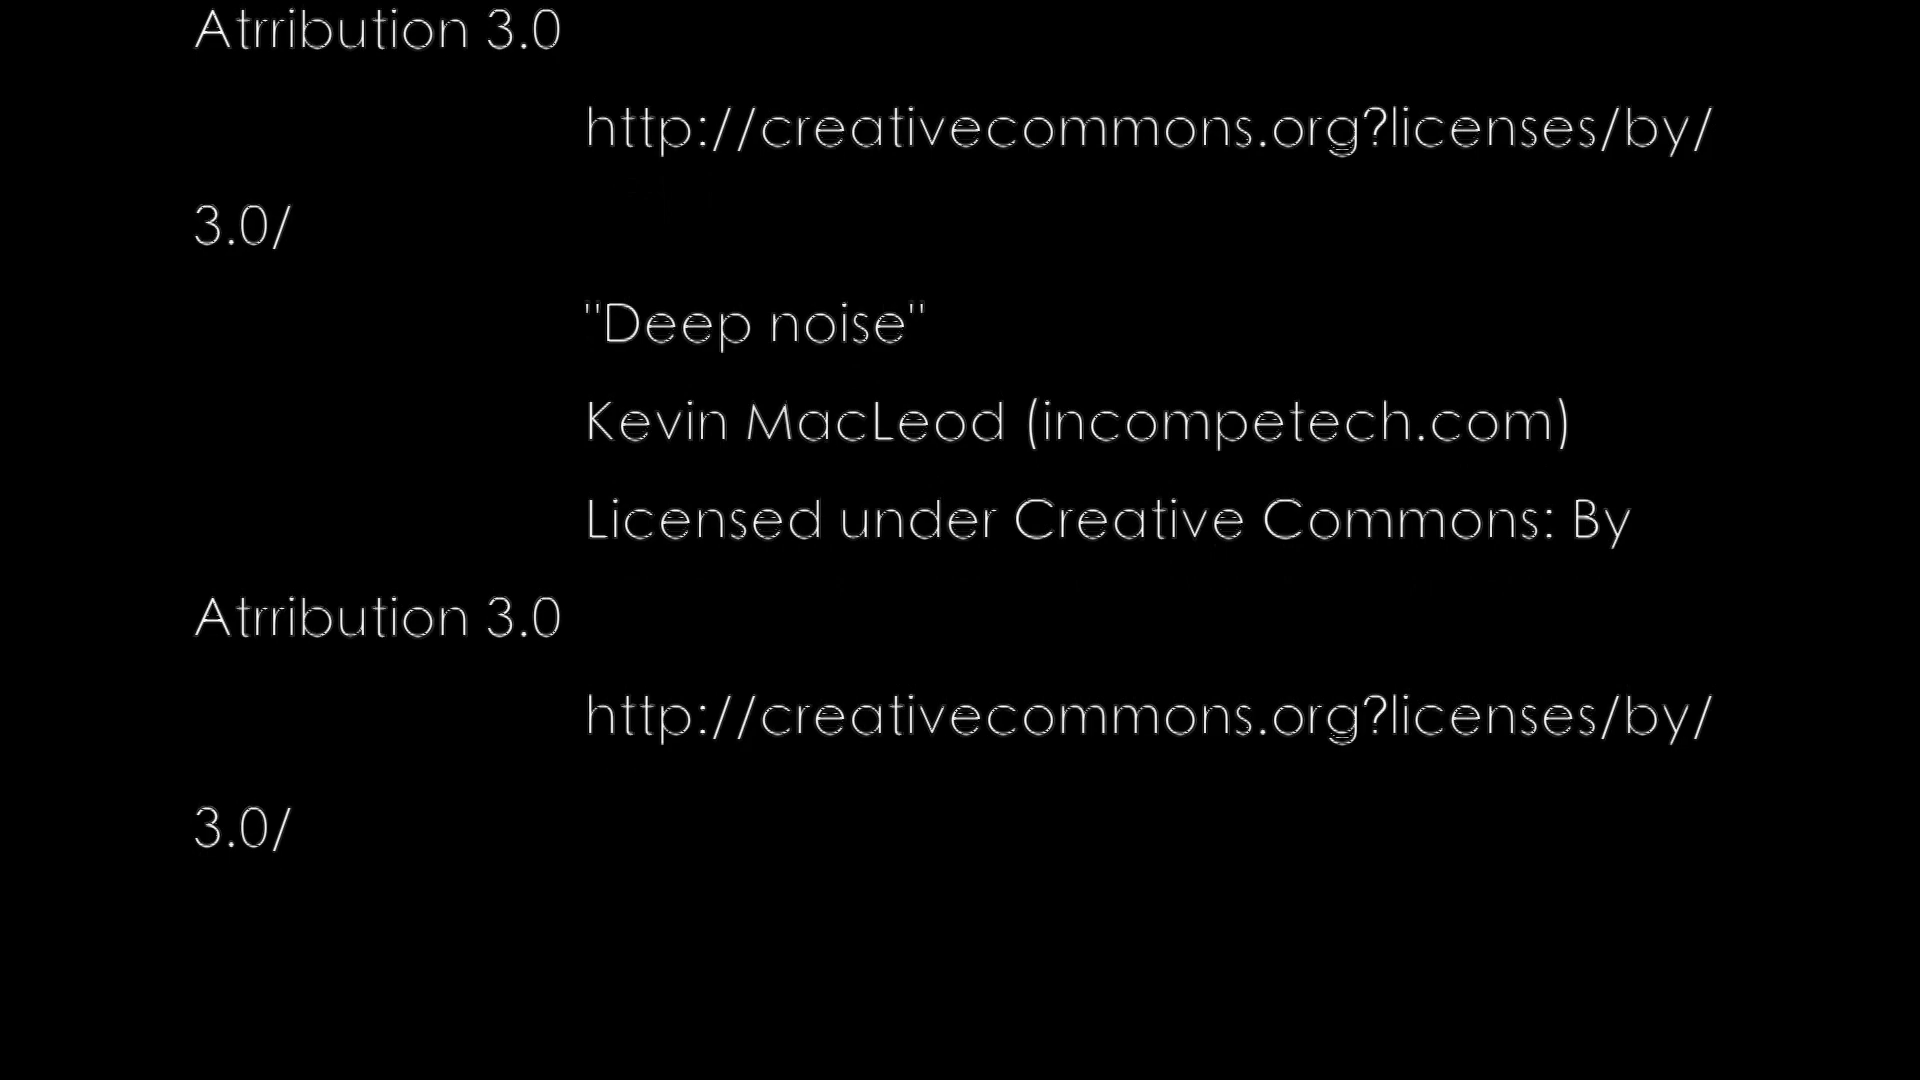 Atrribution 3.0
http://creativecommons.org?licenses/by/
3.0/
"Deep noise"
Kevin MacLeod (incompetech.com)
Licensed under Creative Commons: By
Atrribution 3.0
http://creativecommons.org?licenses/by/
3.0/